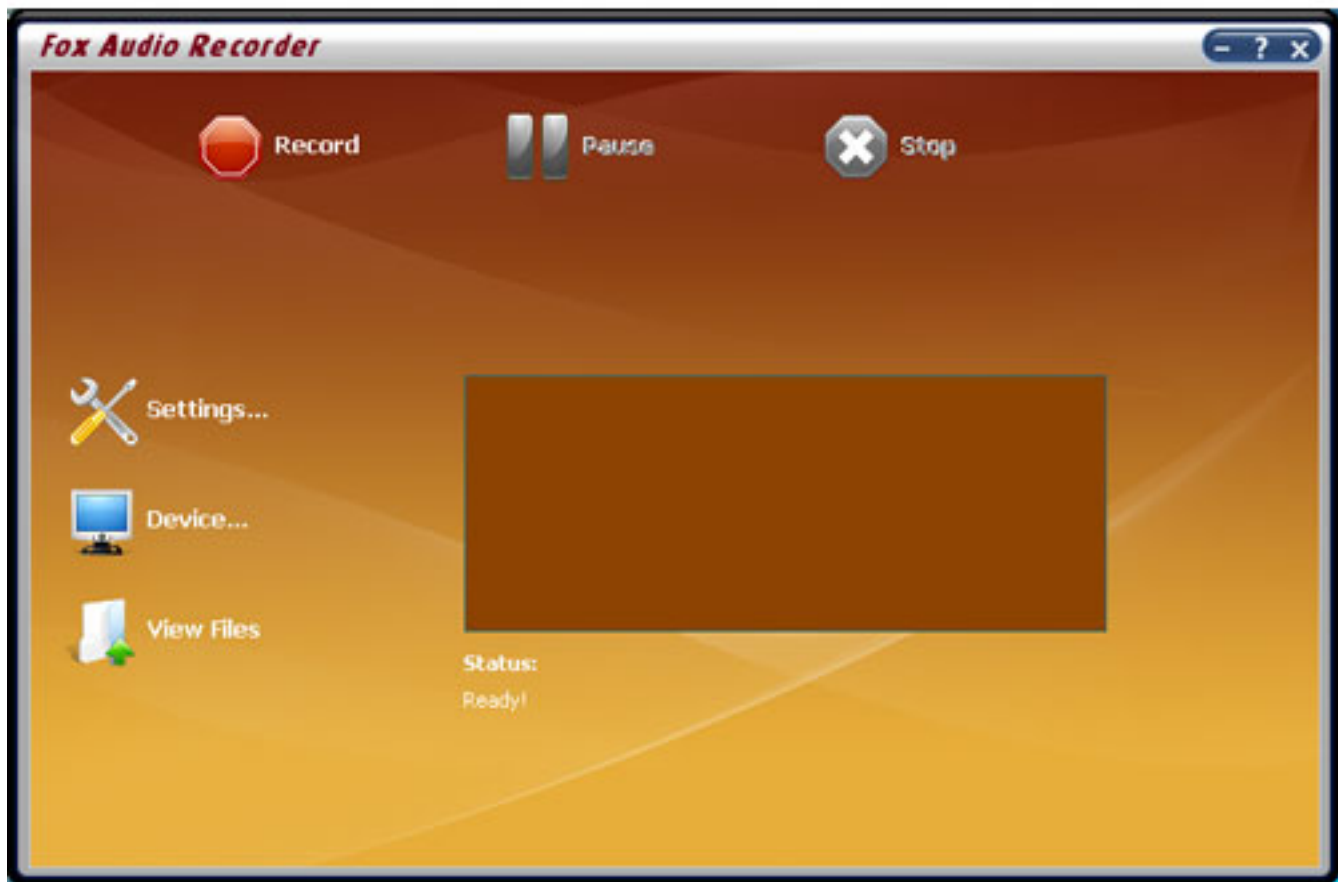 Fox Audio Recorder
- ? x
Record
Pause
Stop
Settings...
Device...
View Files
Status:
Ready!